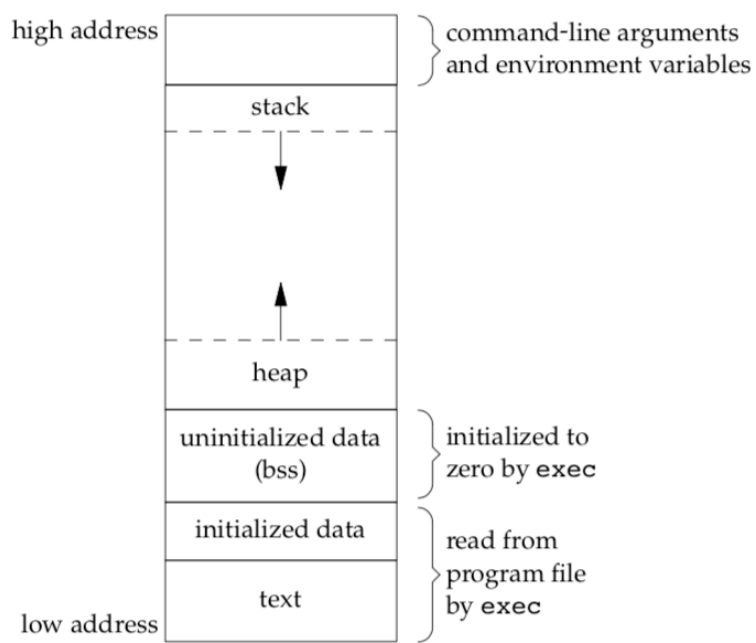 high address
command-line arguments
and environment variables
stack
heap
uninitialized data
(bss)
initialized to
zero by exec
initialized data
read from
program file
by exec
text
low address